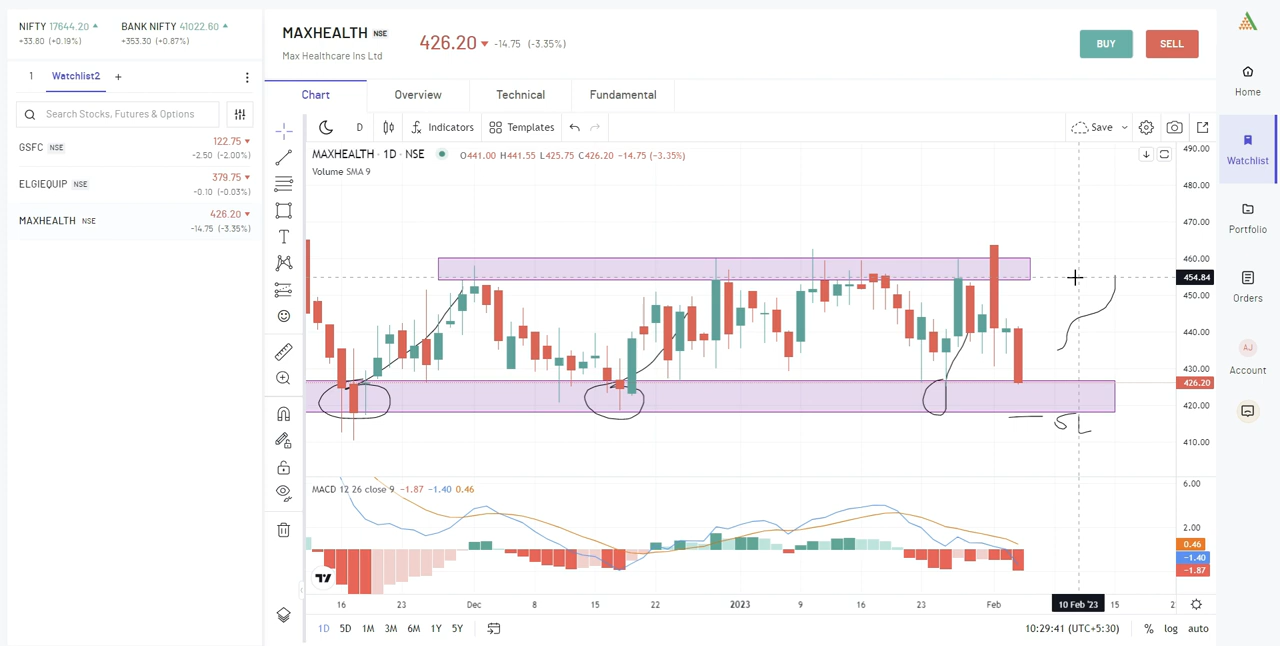 NIFTY 17644.20 BANK NIFTY 41022.60
+33.80 (+0.19%) +353.30 (+0.87%)
1 Watchlist2 +
Search Stocks, Futures & Options
GSFC NSE 122.75
-2.50 (-2.00%)
ELGIEQUIP NSE 379.75
-0.10 (-0.03%)
MAXHEALTH NSE 426.20
-14.75 (-3.35%)
MAXHEALTH NSE
Max Healthcare Ins Ltd
426.20 -14.75 (-3.35%)
BUY SELL
Chart Overview Technical Fundamental
D Indicators Templates Save
MAXHEALTH · 1D · NSE O441.00 H441.55 L425.75 C426.20 -14.75 (-3.35%)
Volume SMA 9
490.00
480.00
470.00
460.00
454.84
450.00
440.00
430.00
426.20
420.00
410.00
SL
MACD 12 26 close 9 -1.87 -1.40 0.46
6.00
2.00
0.46
-1.40
-1.87
16 23 Dec 8 15 22 2023 9 16 23 Feb 10 Feb '23 15 2
1D 5D 1M 3M 6M 1Y 5Y
10:29:41 (UTC+5:30) % log auto
Home
Watchlist
Portfolio
Orders
AJ
Account